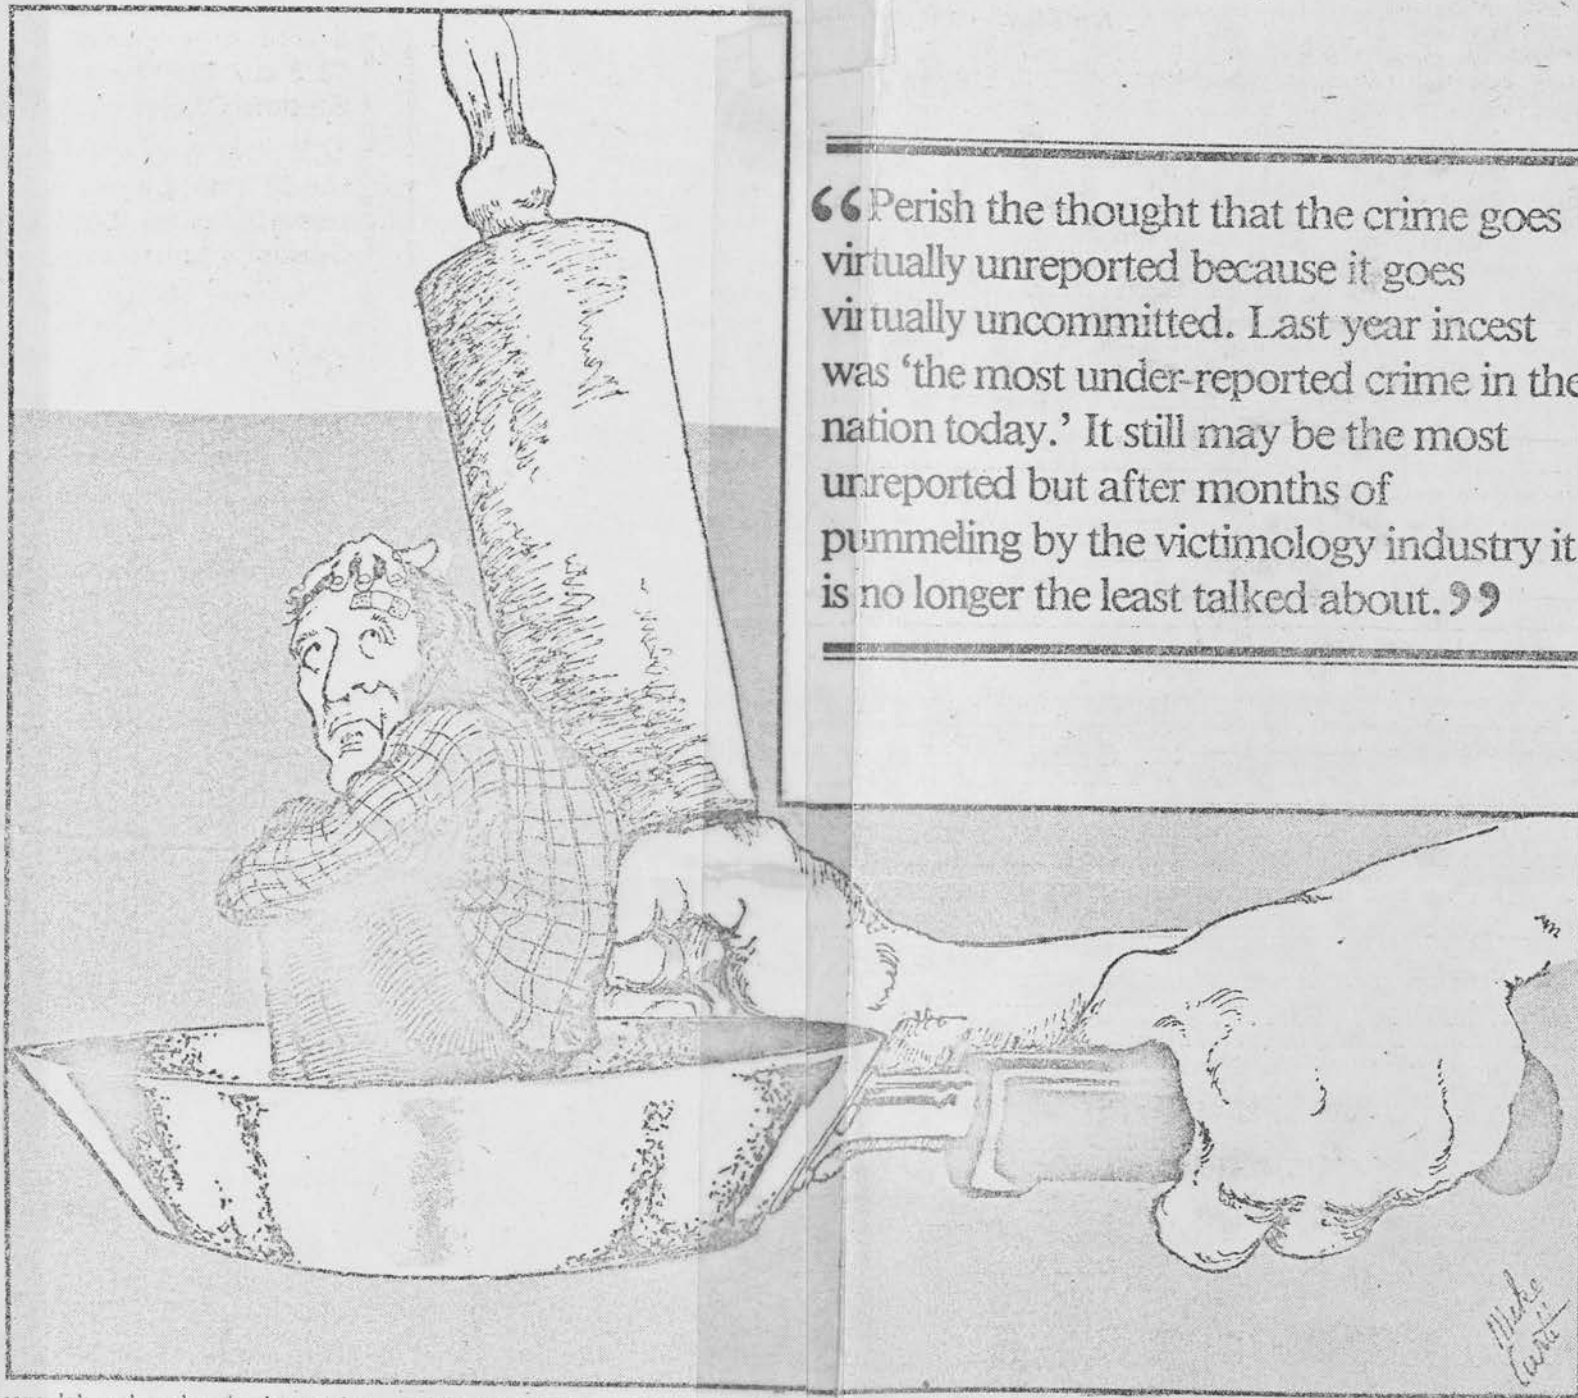 “Perish the thought that the crime goes
virtually unreported because it goes
virtually uncommitted. Last year incest
was ‘the most under-reported crime in the
nation today.’ It still may be the most
unreported but after months of
pummeling by the victimology industry it
is no longer the least talked about.”
Mike